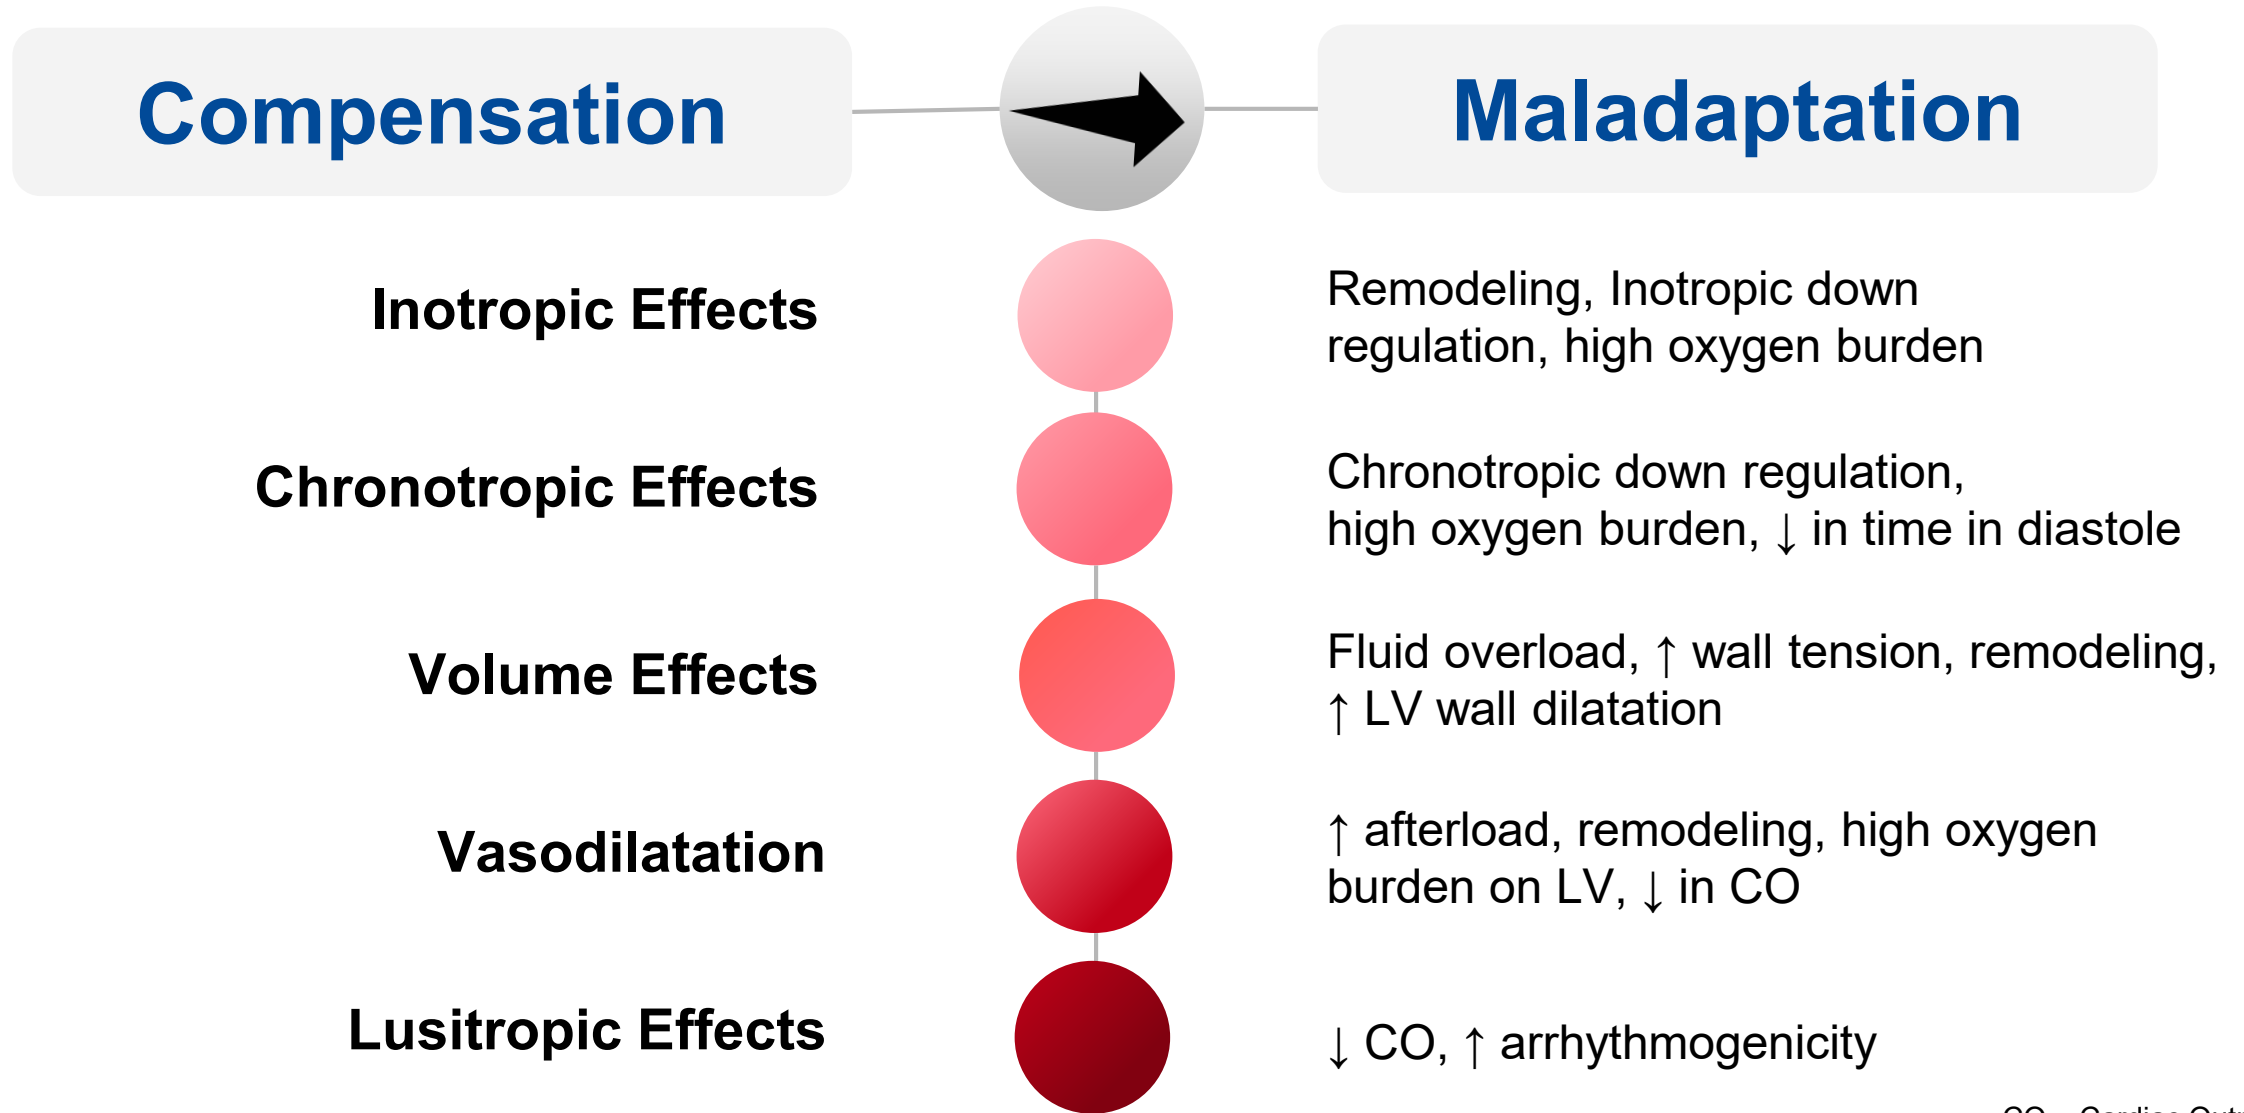 Compensation
Maladaptation
Inotropic Effects
Remodeling, Inotropic down
regulation, high oxygen burden
Chronotropic Effects
Chronotropic down regulation,
high oxygen burden, ↓ in time in diastole
Volume Effects
Fluid overload, ↑ wall tension, remodeling,
↑ LV wall dilatation
Vasodilatation
↑ afterload, remodeling, high oxygen
burden on LV, ↓ in CO
Lusitropic Effects
↓ CO, ↑ arrhythmogenicity